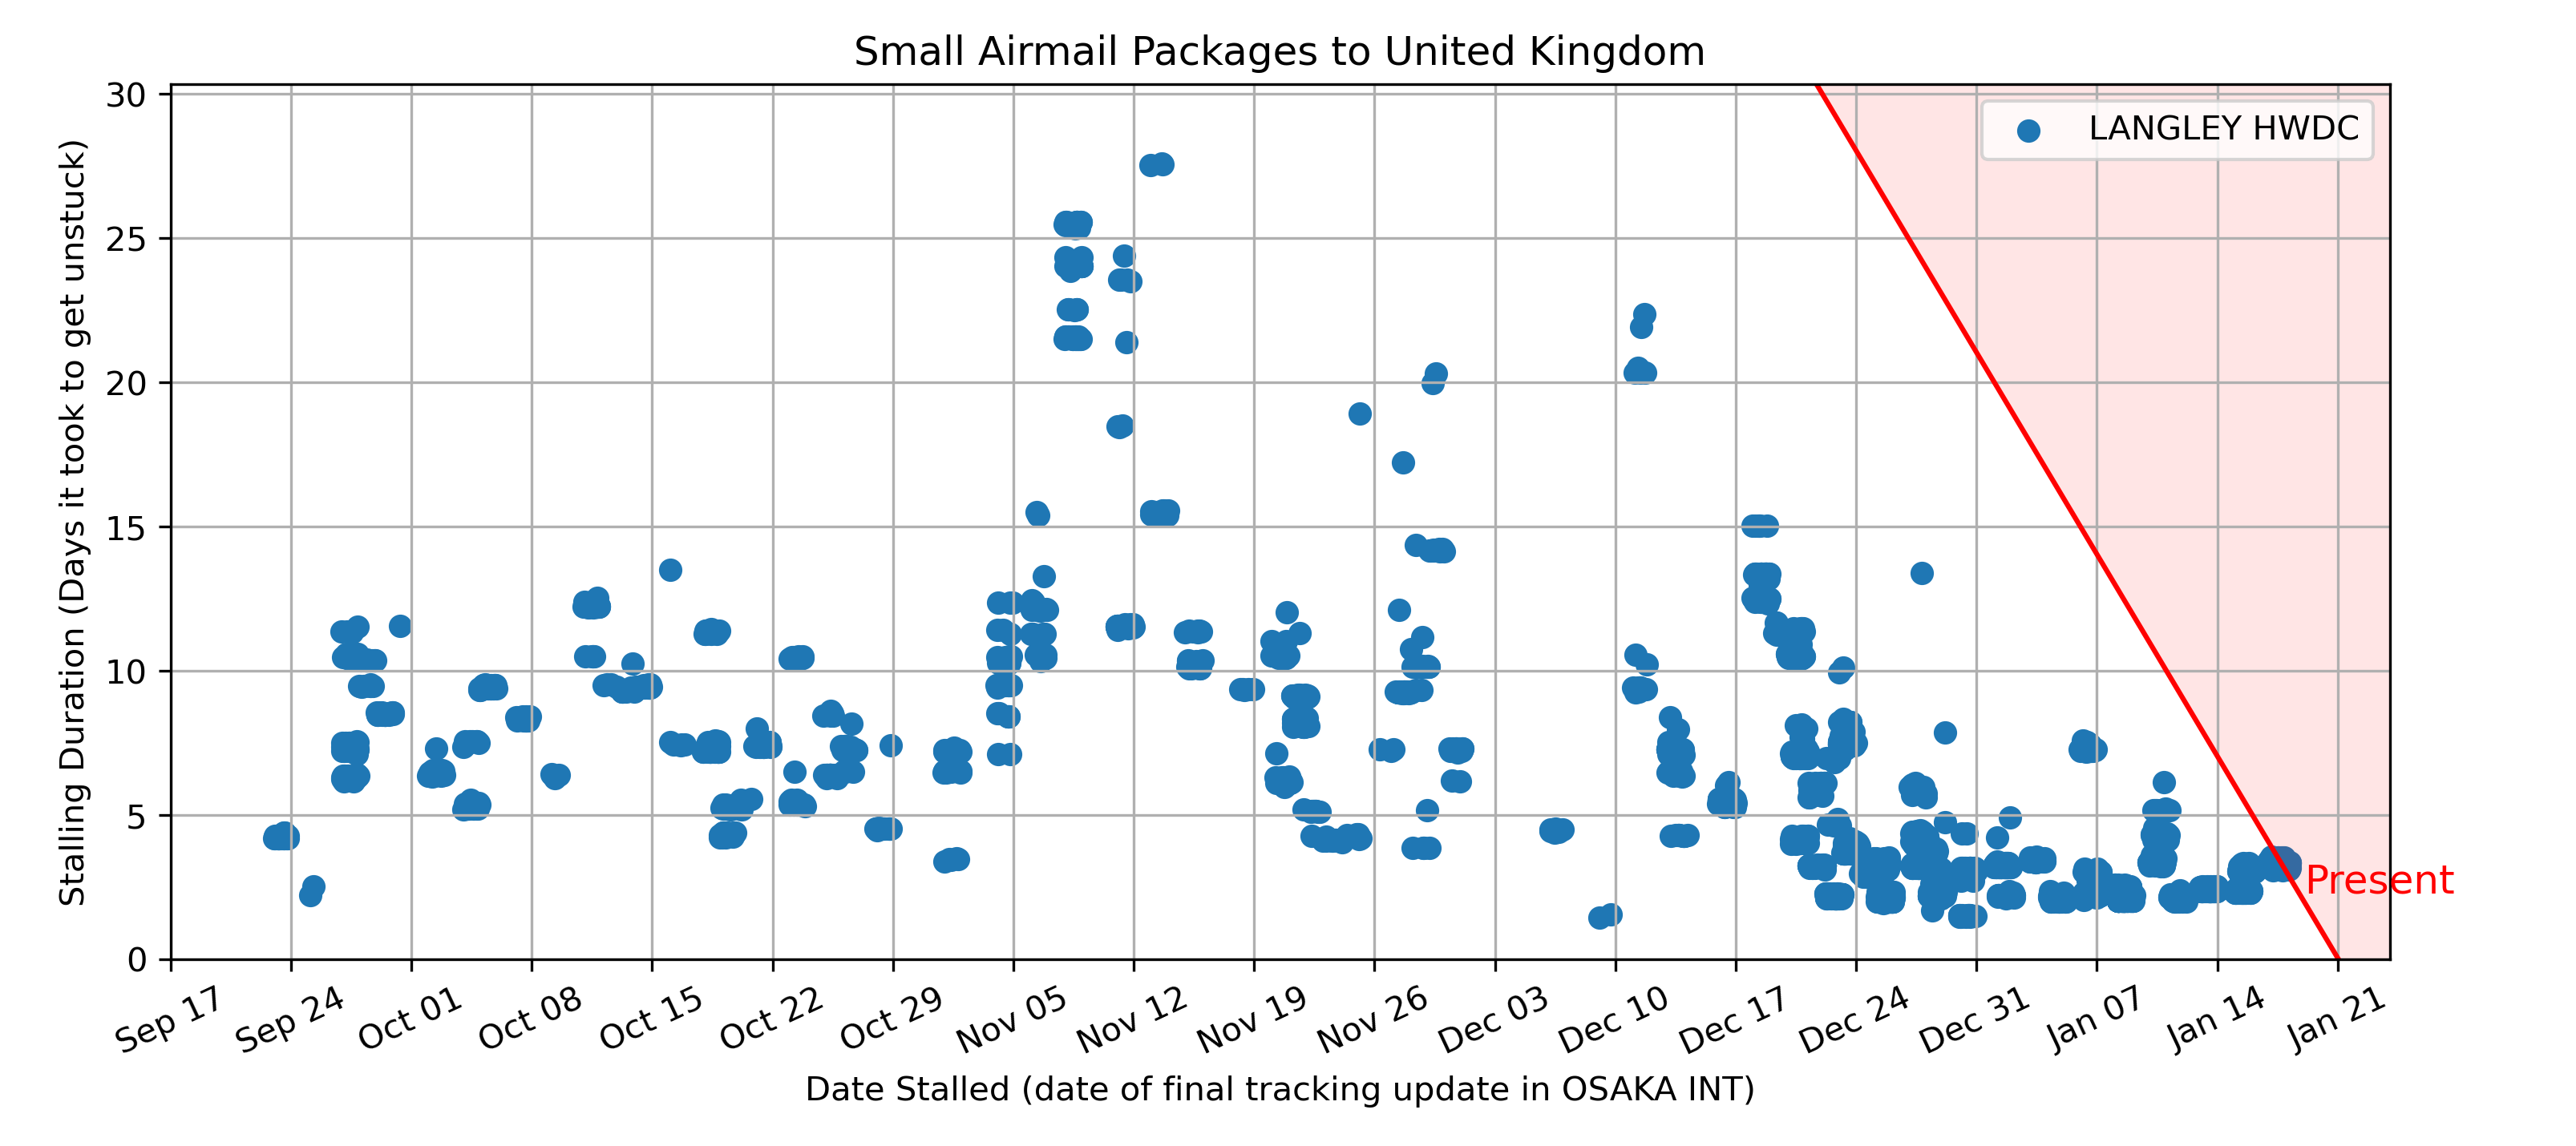 Small Airmail Packages to United Kingdom
LANGLEY HWDC
Stalling Duration (Days it took to get unstuck)
30
25
20
15
10
5
0
Present
Sep 17 Sep 24 Oct 01 Oct 08 Oct 15 Oct 22 Oct 29 Nov 05 Nov 12 Nov 19 Nov 26 Dec 03 Dec 10 Dec 17 Dec 24 Dec 31 Jan 07 Jan 14 Jan 21
Date Stalled (date of final tracking update in OSAKA INT)